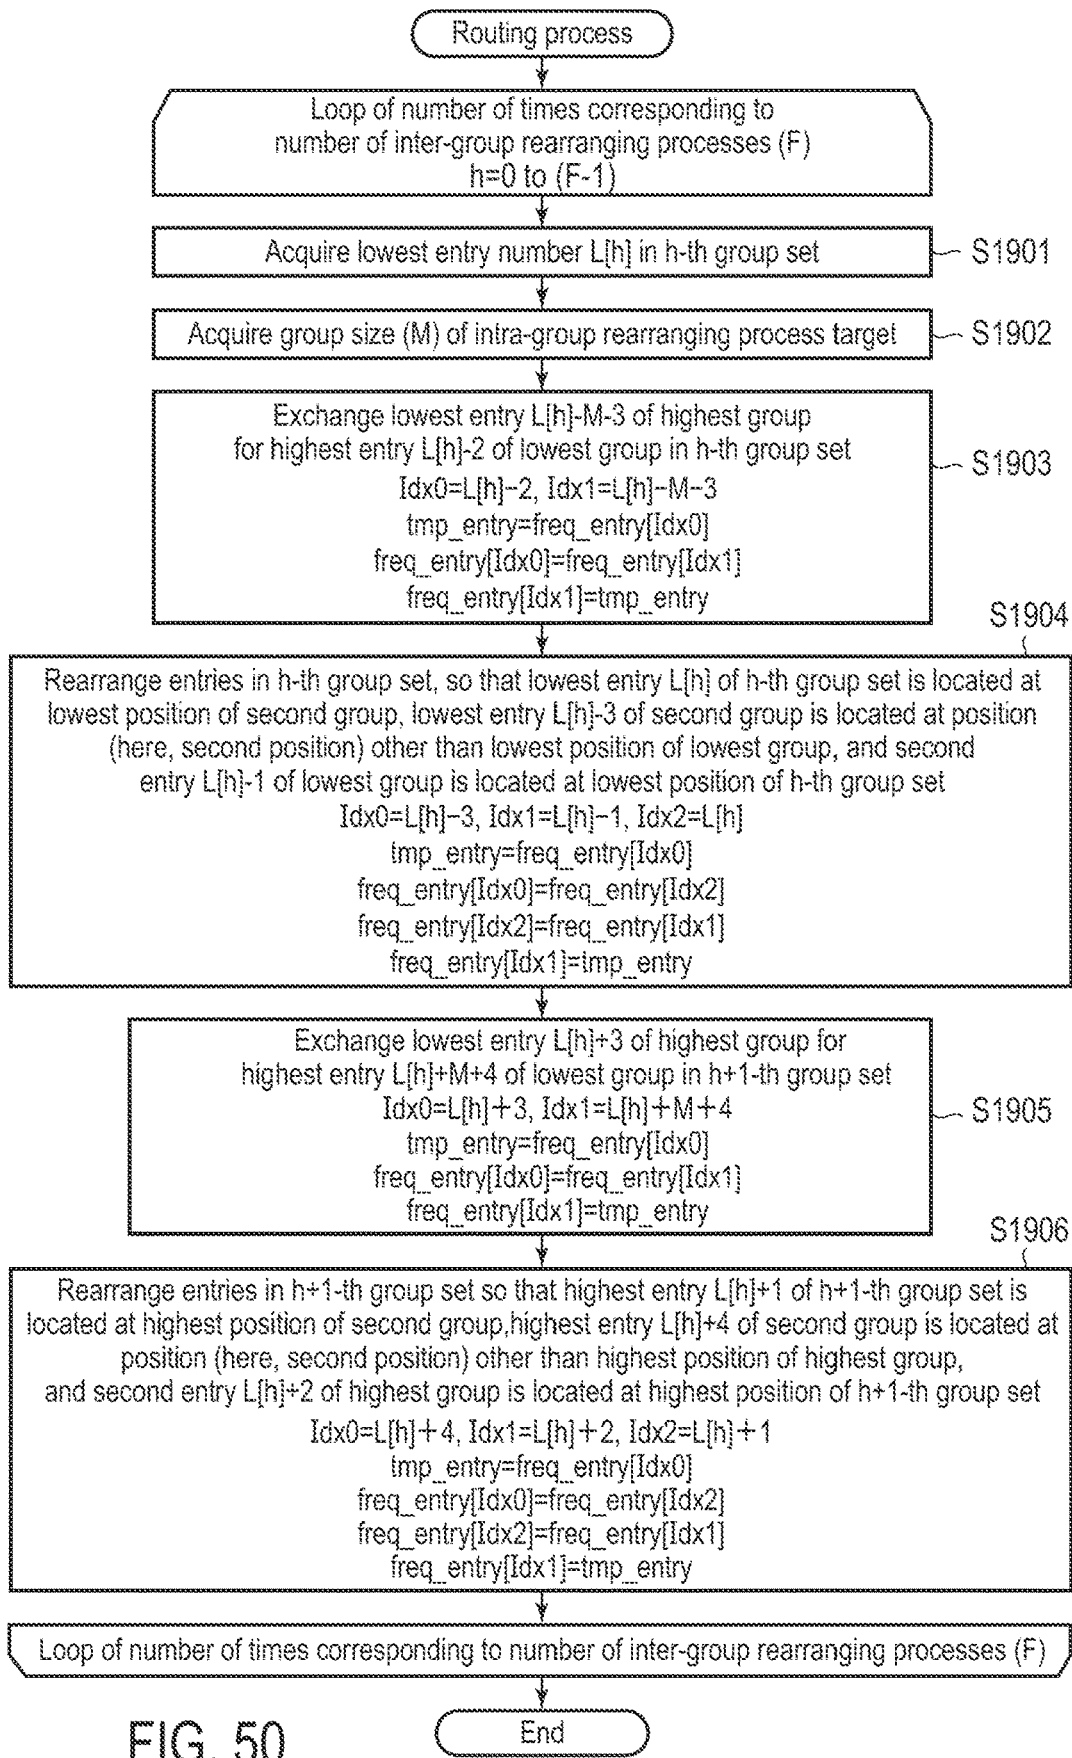 Routing process
Loop of number of times corresponding to
number of inter-group rearranging processes (F)
h=0 to (F-1)
Acquire lowest entry number L[h] in h-th group set
S1901
Acquire group size (M) of intra-group rearranging process target
S1902
Exchange lowest entry L[h]-M-3 of highest group
for highest entry L[h]-2 of lowest group in h-th group set
Idx0=L[h]-2, Idx1=L[h]-M-3
tmp_entry=freq_entry[Idx0]
freq_entry[Idx0]=freq_entry[Idx1]
freq_entry[Idx1]=tmp_entry
S1903
S1904
Rearrange entries in h-th group set, so that lowest entry L[h] of h-th group set is located at
lowest position of second group, lowest entry L[h]-3 of second group is located at position
(here, second position) other than lowest position of lowest group, and second
entry L[h]-1 of lowest group is located at lowest position of h-th group set
Idx0=L[h]-3, Idx1=L[h]-1, Idx2=L[h]
tmp_entry=freq_entry[Idx0]
freq_entry[Idx0]=freq_entry[Idx2]
freq_entry[Idx2]=freq_entry[Idx1]
freq_entry[Idx1]=tmp_entry
Exchange lowest entry L[h]+3 of highest group for
highest entry L[h]+M+4 of lowest group in h+1-th group set
Idx0=L[h]+3, Idx1=L[h]+M+4
tmp_entry=freq_entry[Idx0]
freq_entry[Idx0]=freq_entry[Idx1]
freq_entry[Idx1]=tmp_entry
S1905
S1906
Rearrange entries in h+1-th group set so that highest entry L[h]+1 of h+1-th group set is
located at highest position of second group,highest entry L[h]+4 of second group is located at
position (here, second position) other than highest position of highest group,
and second entry L[h]+2 of highest group is located at highest position of h+1-th group set
Idx0=L[h]+4, Idx1=L[h]+2, Idx2=L[h]+1
tmp_entry=freq_entry[Idx0]
freq_entry[Idx0]=freq_entry[Idx2]
freq_entry[Idx2]=freq_entry[Idx1]
freq_entry[Idx1]=tmp_entry
Loop of number of times corresponding to number of inter-group rearranging processes (F)
End
FIG. 50